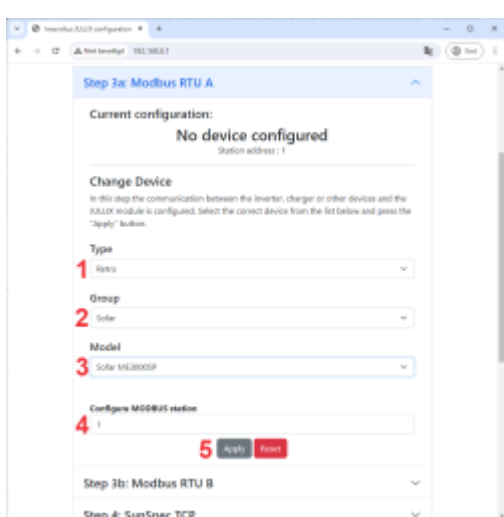 Step 3a: Modbus RTU A
Current configuration:
No device configured
Station address : 1
Change Device
In this step the communication between the inverter, charger or other devices and the
module is configured. Select the correct device from the list below and press the
"Apply" button.
Type
1 Retro
Group
2 Sofar
Model
3 Sofar ME3000SP
Configure MODBUS station
4 1
5 Apply Reset
Step 3b: Modbus RTU B
Step 4: SunSpec TCP